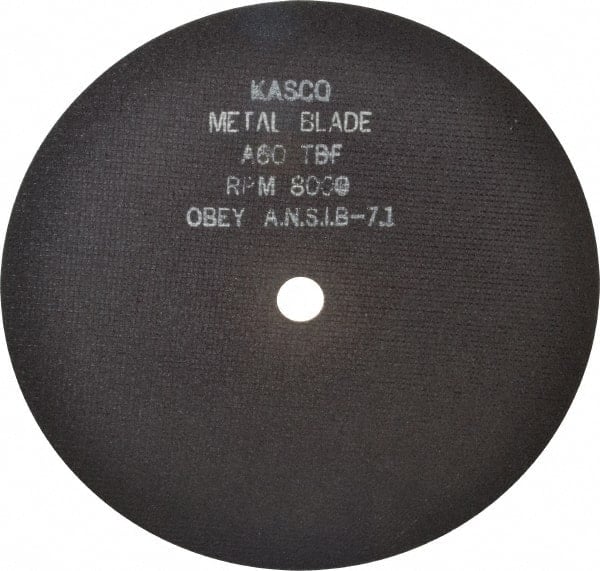 KASCO
METAL BLADE
A60 TBF
RPM 8000
OBEY A.N.S.I.B-7.1